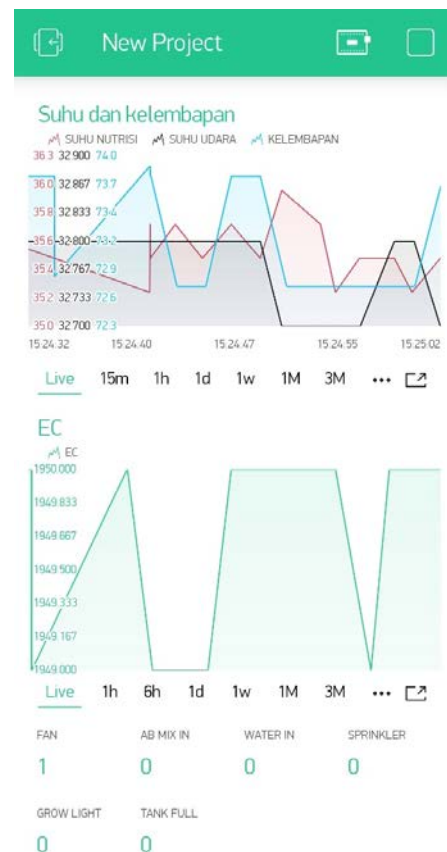 New Project
Suhu dan kelembapan
SUHU NUTRISI SUHU UDARA KELEMBAPAN
36.3 32.900 74.0
36.0 32.867 73.7
35.8 32.833 73.4
35.6 32.800 73.2
35.4 32.767 72.9
35.2 32.733 72.6
35.0 32.700 72.3
15:24:32 15:24:40 15:24:47 15:24:55 15:25:02
Live 15m 1h 1d 1w 1M 3M •••
EC
EC
1950.000
1949.833
1949.667
1949.500
1949.333
1949.167
1949.000
Live 1h 6h 1d 1w 1M 3M •••
FAN AB MIX IN WATER IN SPRINKLER
1 0 0 0
GROW LIGHT TANK FULL
0 0